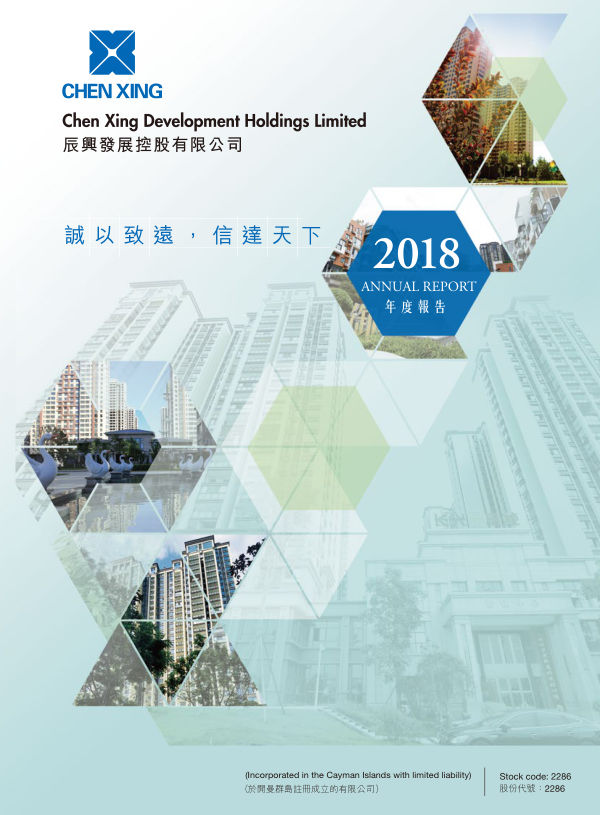 CHEN XING
Chen Xing Development Holdings Limited
辰興發展控股有限公司
誠以致遠，信達天下
2018
ANNUAL REPORT
年度報告
(Incorporated in the Cayman Islands with limited liability)
（於開曼群島註冊成立的有限公司）
Stock code: 2286
股份代號：2286